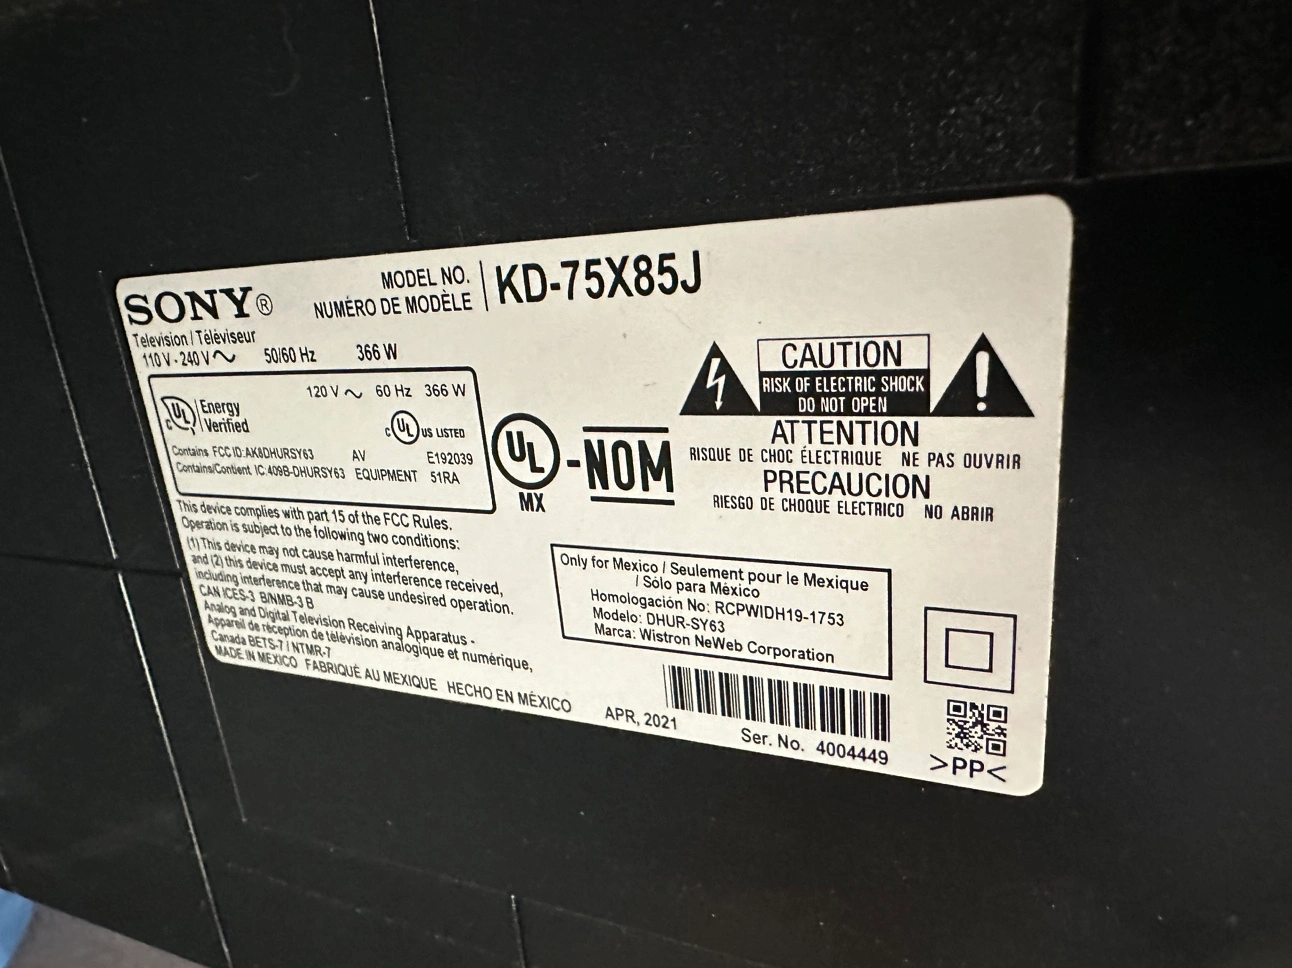 SONY®
MODEL NO.
NUMÉRO DE MODÈLE
KD-75X85J
Television / Téléviseur
110 V - 240 V ~ 50/60 Hz 366 W
120 V ~ 60 Hz 366 W
C UL Energy
Verified
C UL US LISTED
Contains FCC ID: AK8DHURSY63 AV E192039
Contains/Contient IC: 409B-DHURSY63 EQUIPMENT 51RA
UL -NOM
MX
CAUTION
RISK OF ELECTRIC SHOCK
DO NOT OPEN
ATTENTION
RISQUE DE CHOC ÉLECTRIQUE NE PAS OUVRIR
PRECAUCION
RIESGO DE CHOQUE ELECTRICO NO ABRIR
This device complies with part 15 of the FCC Rules.
Operation is subject to the following two conditions:
(1) This device may not cause harmful interference,
and (2) this device must accept any interference received,
including interference that may cause undesired operation.
CAN ICES-3 B/NMB-3 B
Analog and Digital Television Receiving Apparatus -
Appareil de réception de télévision analogique et numérique,
Canada BETS-7 / NTMR-7
MADE IN MEXICO FABRIQUÉ AU MEXIQUE HECHO EN MÉXICO
Only for Mexico / Seulement pour le Mexique
/ Sólo para México
Homologación No: RCPWIDH19-1753
Modelo: DHUR-SY63
Marca: Wistron NeWeb Corporation
APR, 2021
Ser. No. 4004449
>PP<